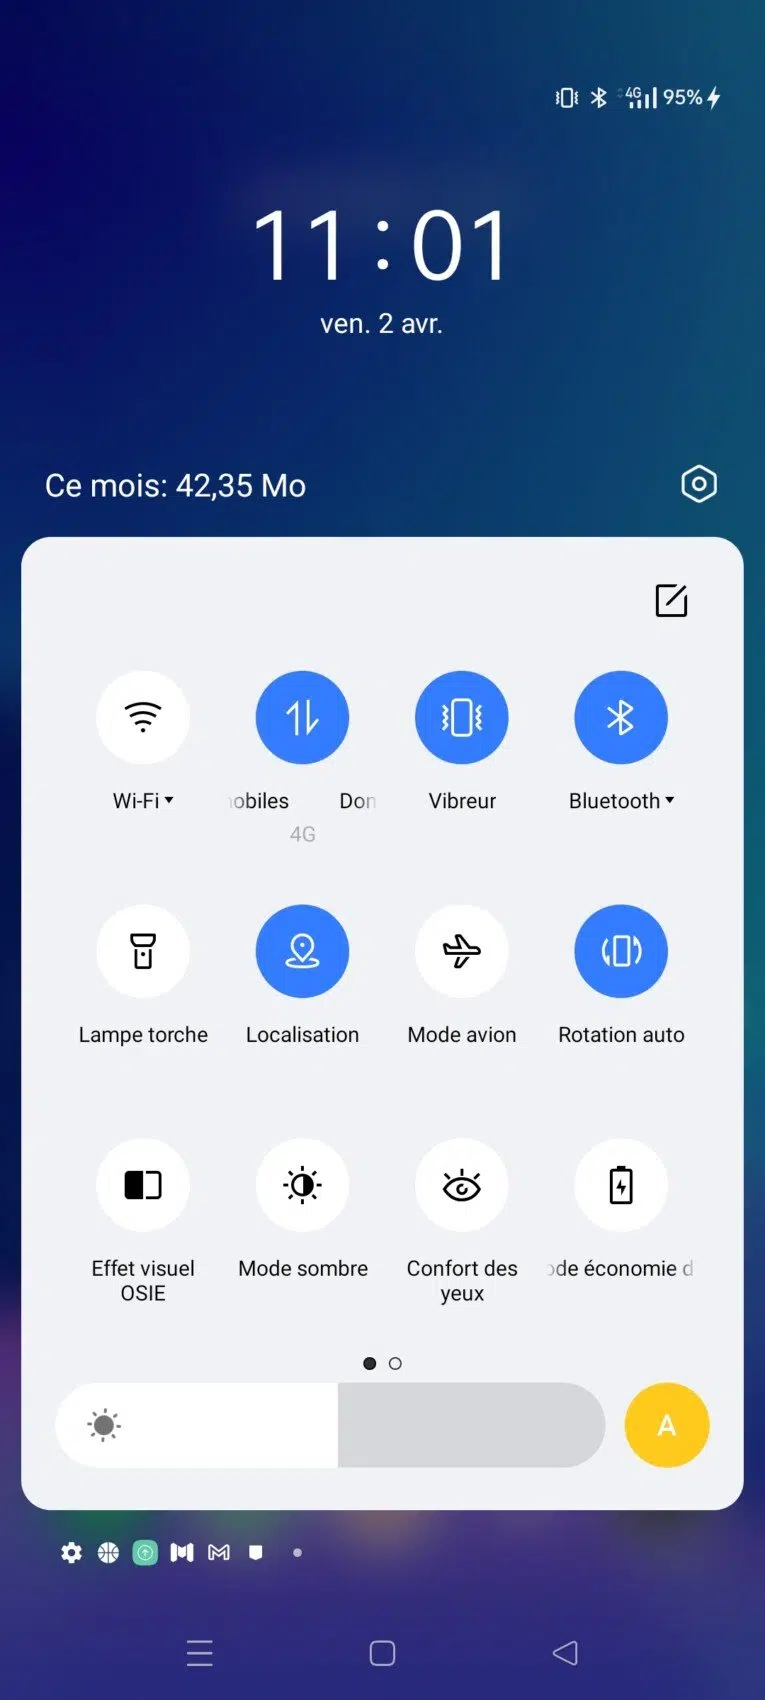 4G 95%
11:01
ven. 2 avr.
Ce mois: 42,35 Mo
Wi-Fi obiles Don Vibreur Bluetooth
4G
Lampe torche Localisation Mode avion Rotation auto
Effet visuel OSIE Mode sombre Confort des yeux de économie d
A